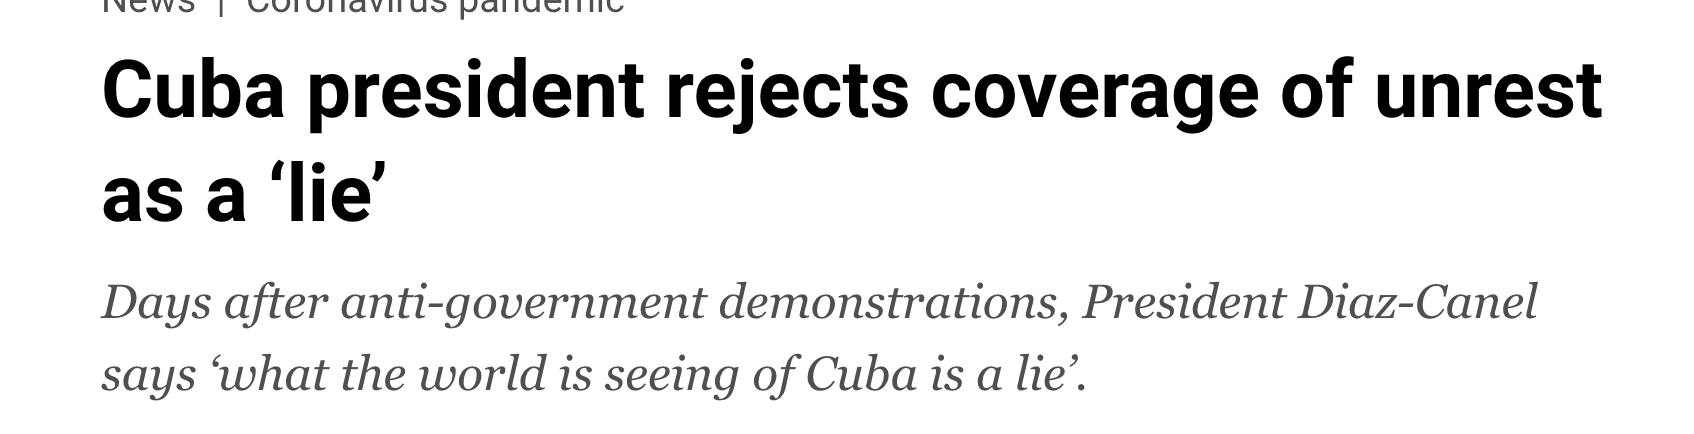 News | Coronavirus pandemic
Cuba president rejects coverage of unrest
as a ‘lie’
Days after anti-government demonstrations, President Diaz-Canel
says ‘what the world is seeing of Cuba is a lie’.